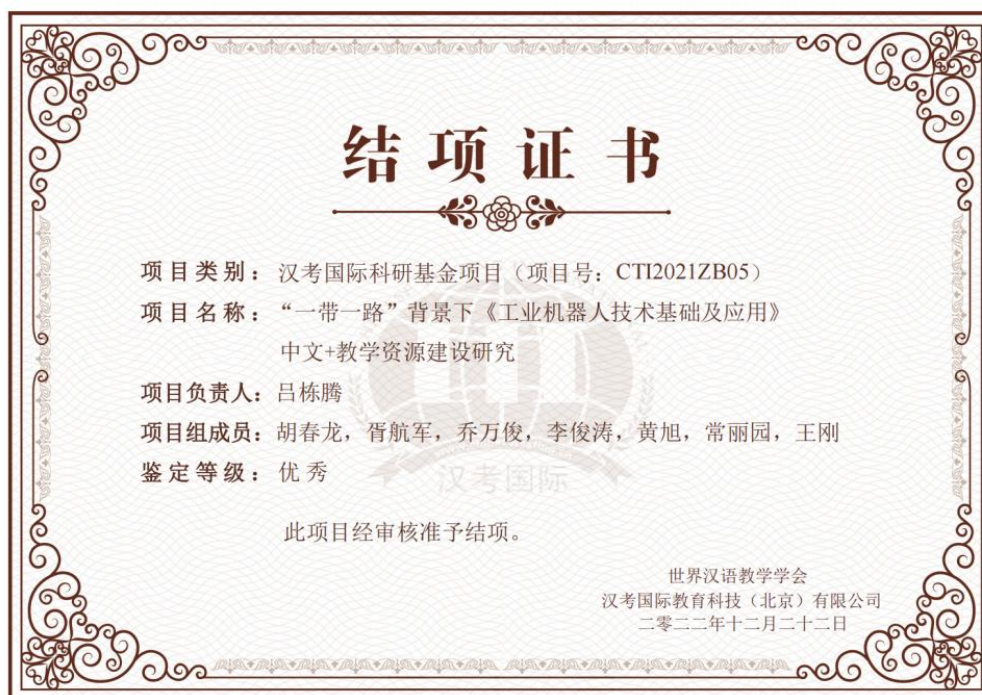 结项证书
项目类别：汉考国际科研基金项目（项目号：CTI2021ZB05）
项目名称：“一带一路”背景下《工业机器人技术基础及应用》
中文+教学资源建设研究
项目负责人：吕栋腾
项目组成员：胡春龙，胥航军，乔万俊，李俊涛，黄旭，常丽园，王刚
鉴定等级：优秀
汉考国际
此项目经审核准予结项。
世界汉语教学学会
汉考国际教育科技（北京）有限公司
二零二二年十二月二十二日